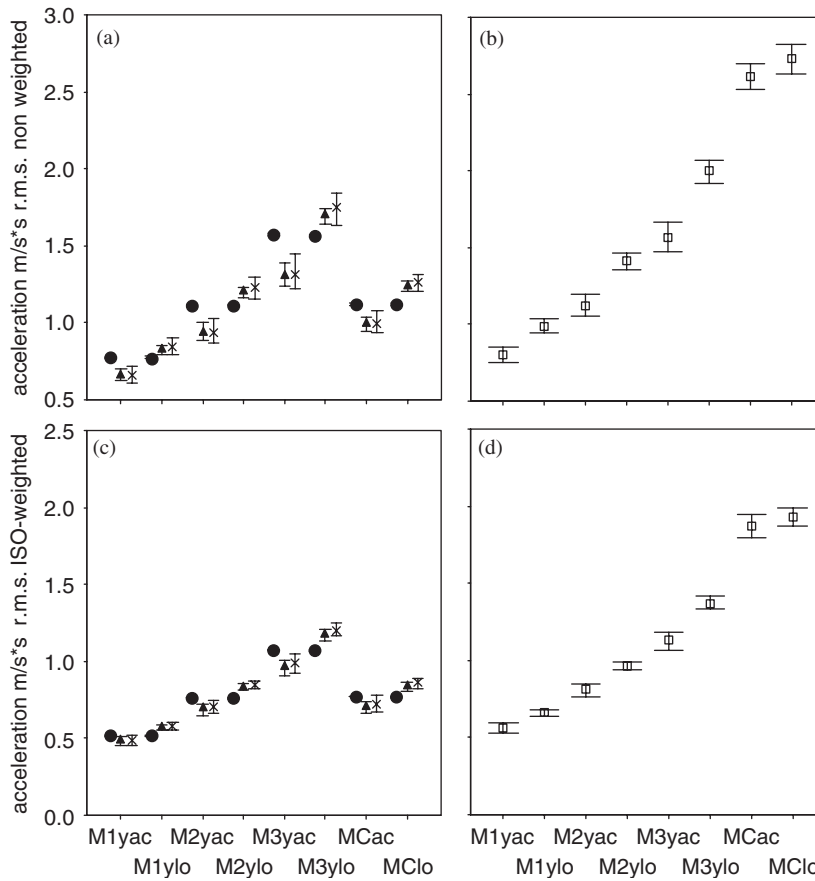 acceleration m/s*s r.m.s. non weighted
3.0
2.5
2.0
1.5
1.0
0.5
(a)
(b)
acceleration m/s*s r.m.s. ISO-weighted
2.5
2.0
1.5
1.0
0.5
0.0
(c)
(d)
M1yac M2yac M3yac MCac
M1ylo M2ylo M3ylo MClo
M1yac M2yac M3yac MCac
M1ylo M2ylo M3ylo MClo